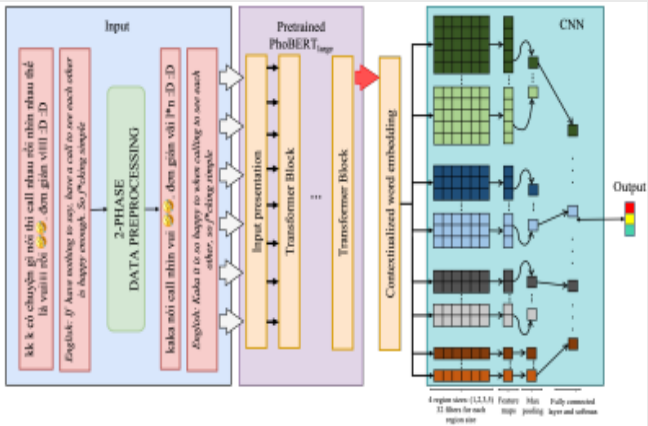 Input
kk k có chuyện gì nói thì call nhau rồi nhìn nhau thế
là vuiiii rồi 😊😊, đơn giản vllll :D :D
English: If have nothing to say, have a call to see each other
is happy enough. So f*cking simple
2-PHASE
DATA PREPROCESSING
kaka nói call nhìn vui 😊😊, đơn giản vãi l*n :D :D
English: Kaka it is so happy to when calling to see each
other, so f*cking simple
Pretrained
PhoBERTlarge
Input presentation
Transformer Block
...
Transformer Block
Contextiualized word embedding
CNN
Output
4 region sizes: (1,2,3,5)
32 filters for each
region size
Feature
maps
Max
pooling
Fully connected
layer and softmax